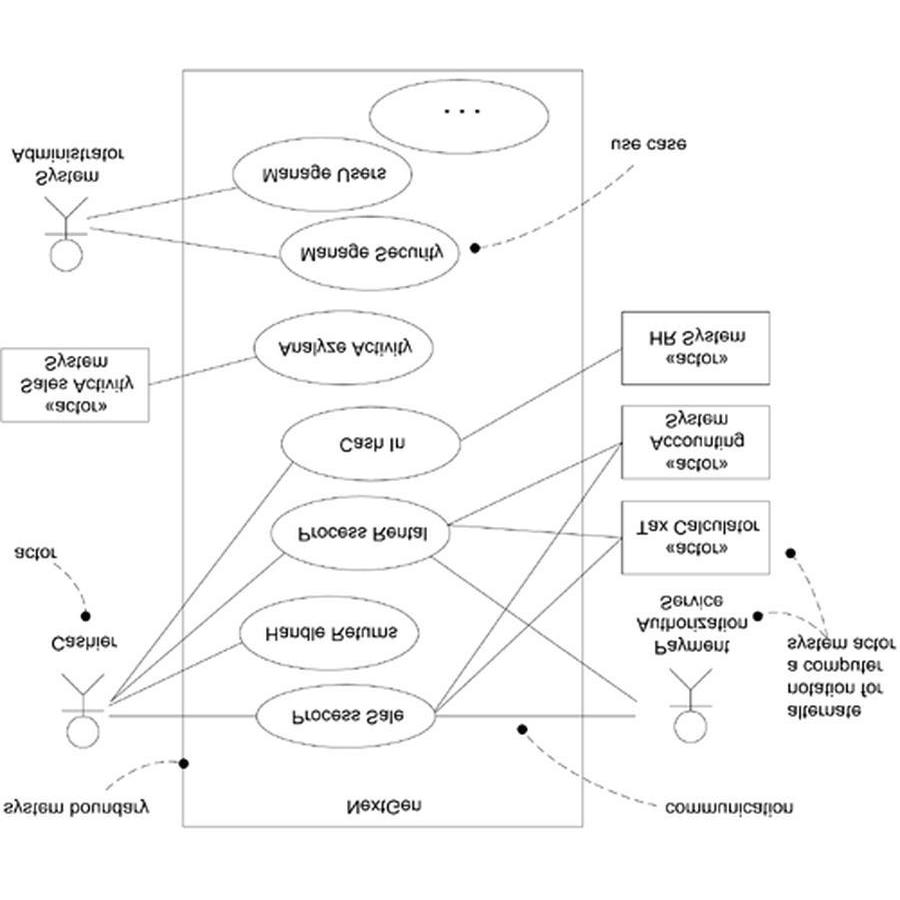 system boundary
NextGen
communication
alternate
notation for
a computer
system actor
Process Sale
Handle Returns
Cashier
actor
Payment
Authorization
Service
Process Rental
«actor»
Tax Calculator
Cash In
«actor»
Accounting
System
«actor»
Sales Activity
System
Analyze Activity
«actor»
HR System
Manage Security
System
Administrator
Manage Users
use case
. . .